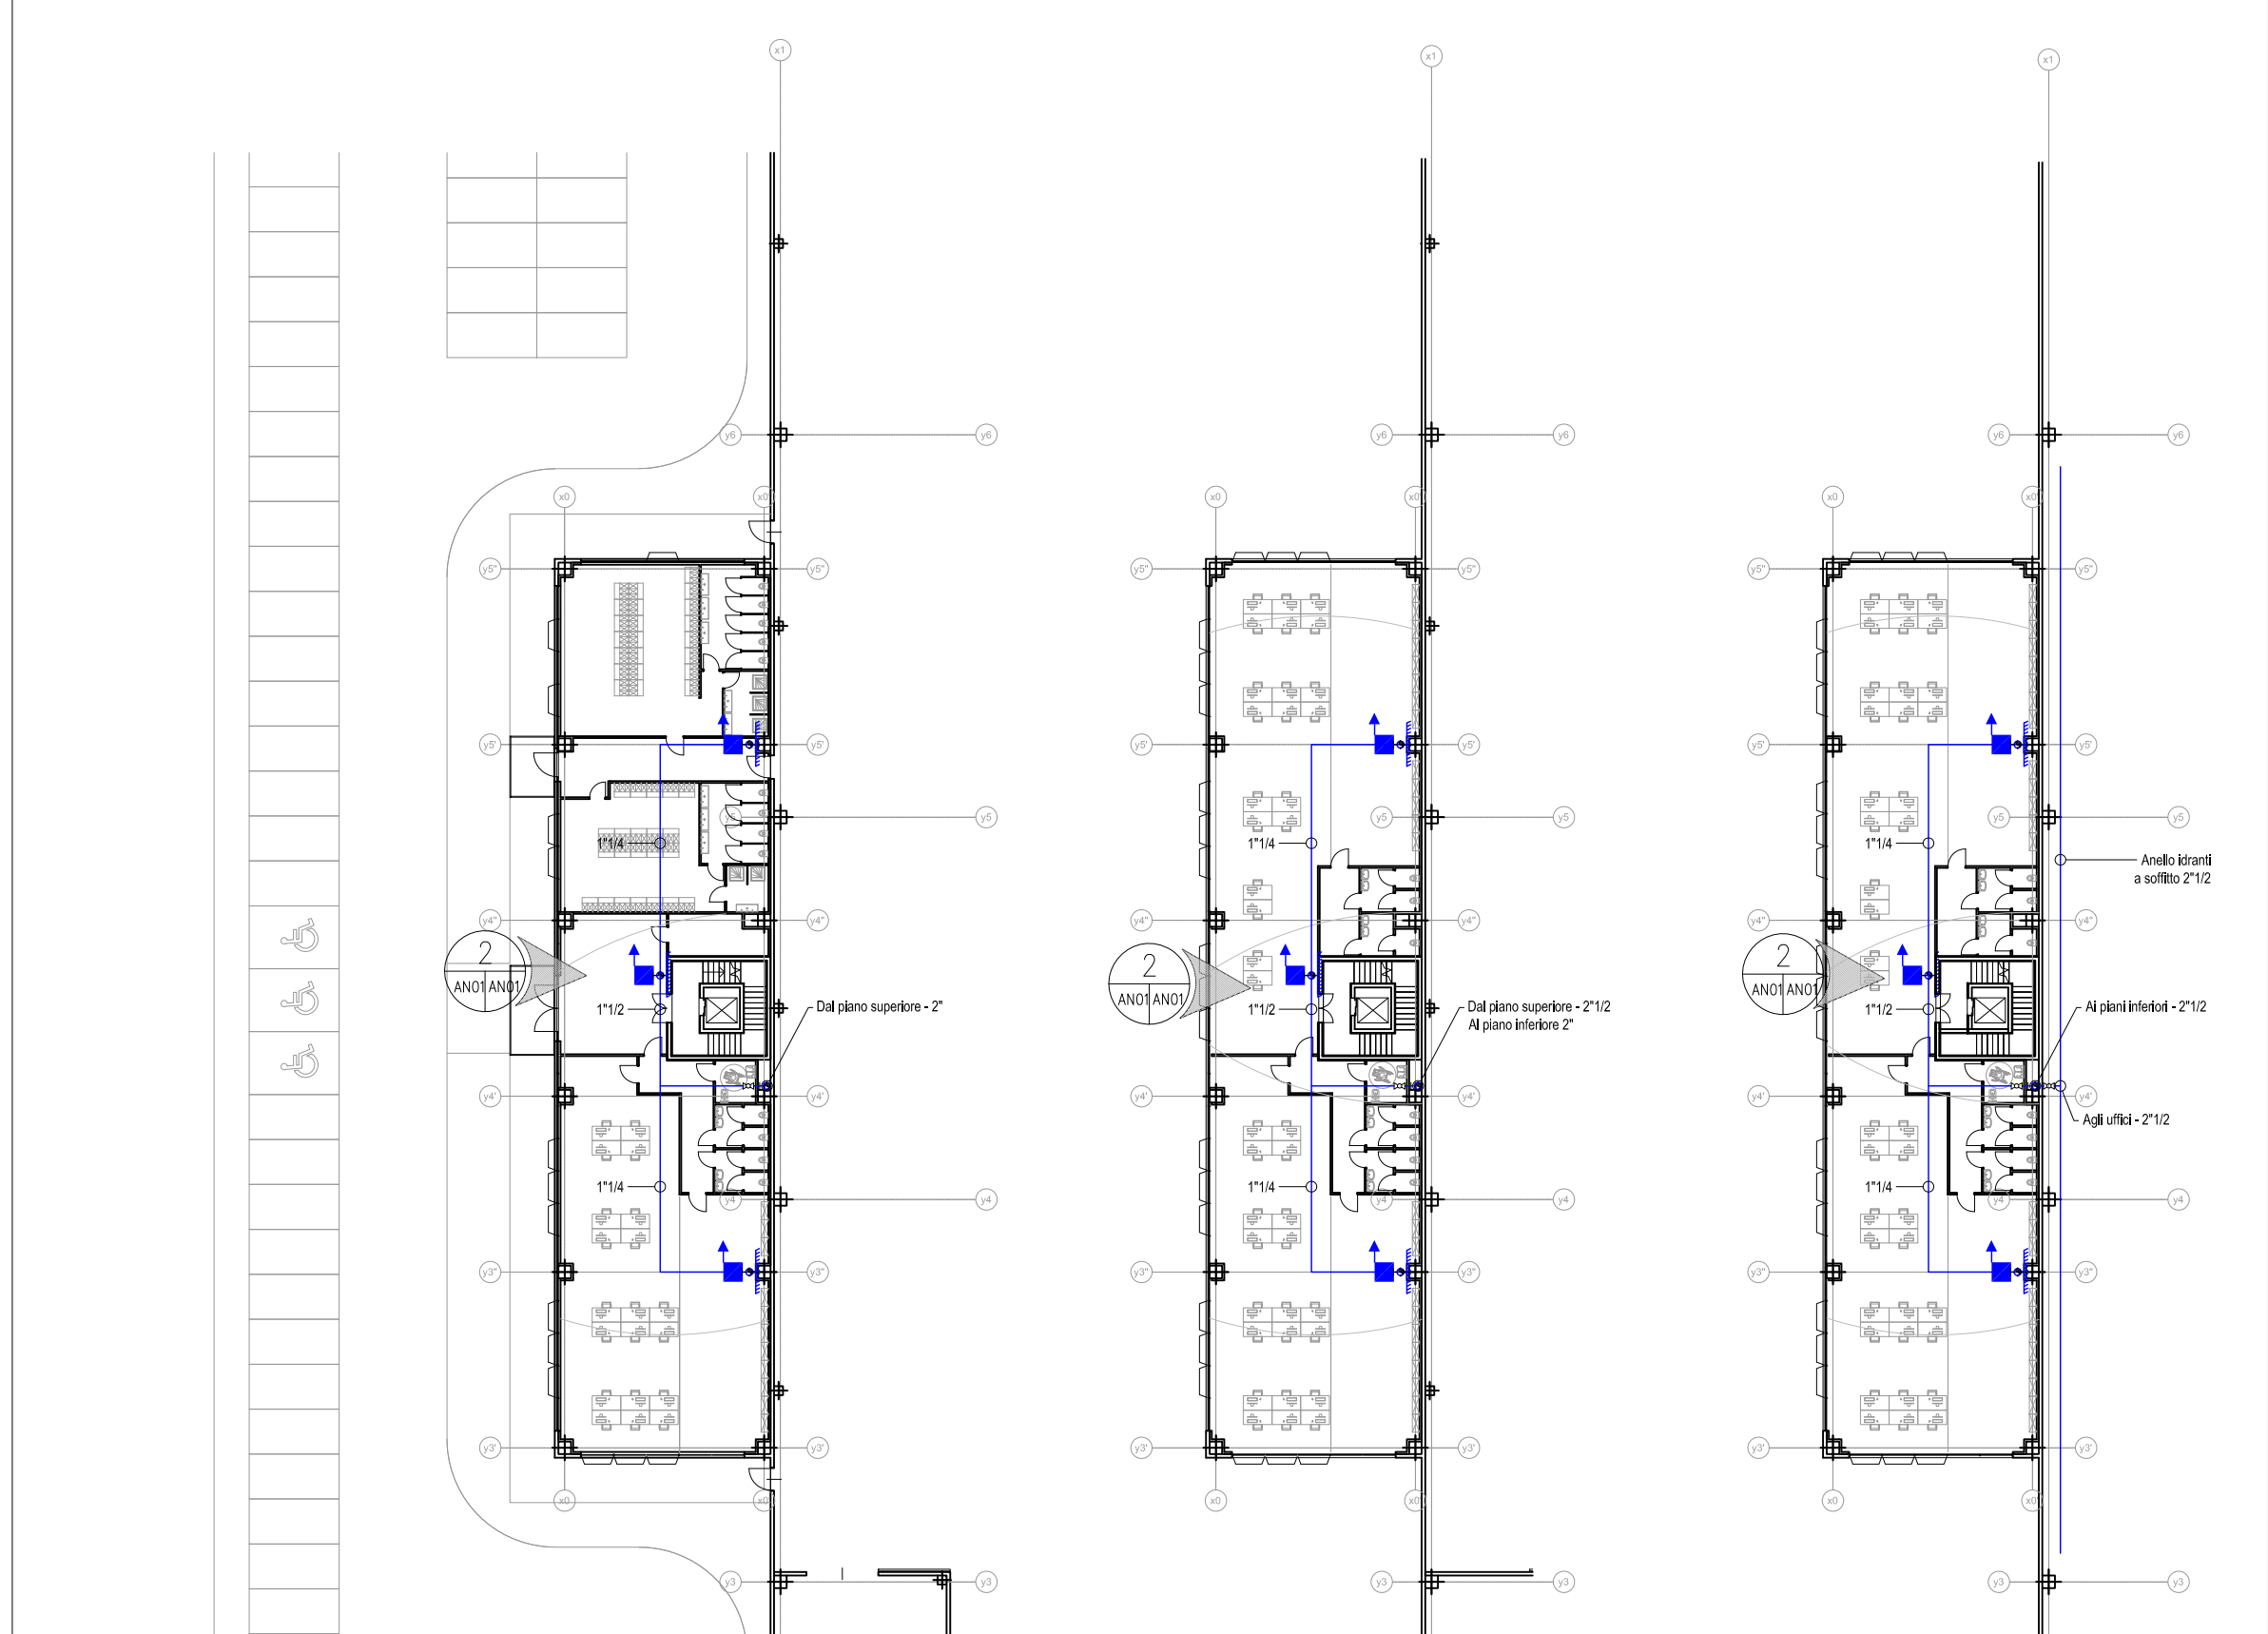 x1
x1
x1
y6
y6
y6
y6
y6
y6
x0
x0'
x0
x0'
x0
x0'
y5"
y5"
y5"
y5"
y5"
y5"
y5'
y5'
y5'
y5'
y5'
y5'
y5
y5
y5
y5
y5
y5
1"1/4
1"1/4
1"1/4
Anello idranti
a soffitto 2"1/2
y4"
y4"
y4"
y4"
y4"
y4"
2
AN01 AN01
2
AN01 AN01
2
AN01 AN01
1"1/2
Dal piano superiore - 2"
1"1/2
Dal piano superiore - 2"1/2
Al piano inferiore 2"
1"1/2
Ai piani inferiori - 2"1/2
y4'
y4'
y4'
y4'
y4'
y4'
Agli uffici - 2"1/2
1"1/4
1"1/4
1"1/4
y4
y4
y4
y4
y4
y4
y3"
y3"
y3"
y3"
y3"
y3"
y3'
y3'
y3'
y3'
y3'
y3'
x0
x0'
x0
x0'
x0
x0'
y3
y3
y3
y3
y3
y3